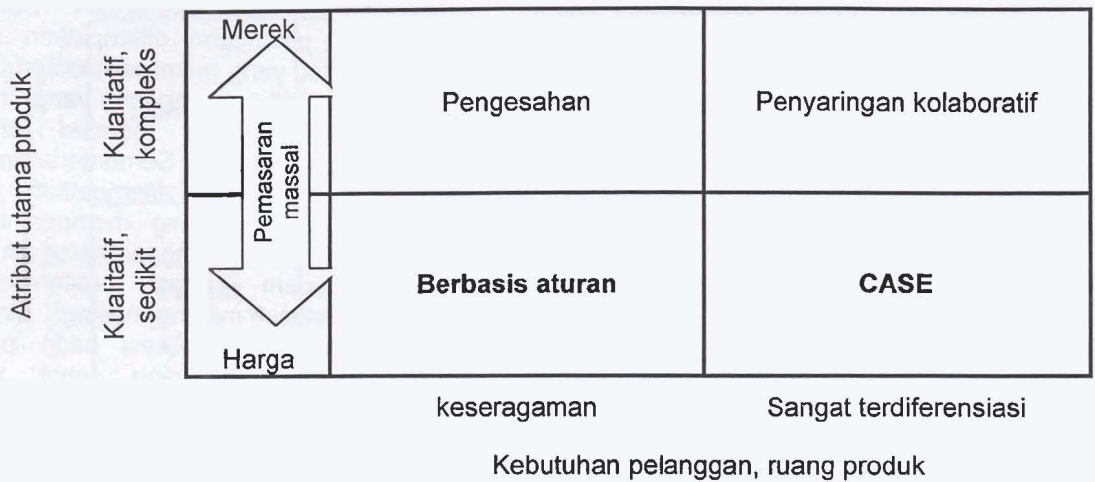 Atribut utama produk
Kualitatif,
kompleks
Kualitatif,
sedikit
Merek
Pemasaran
massal
Harga
Pengesahan
Penyaringan kolaboratif
Berbasis aturan
CASE
keseragaman
Sangat terdiferensiasi
Kebutuhan pelanggan, ruang produk